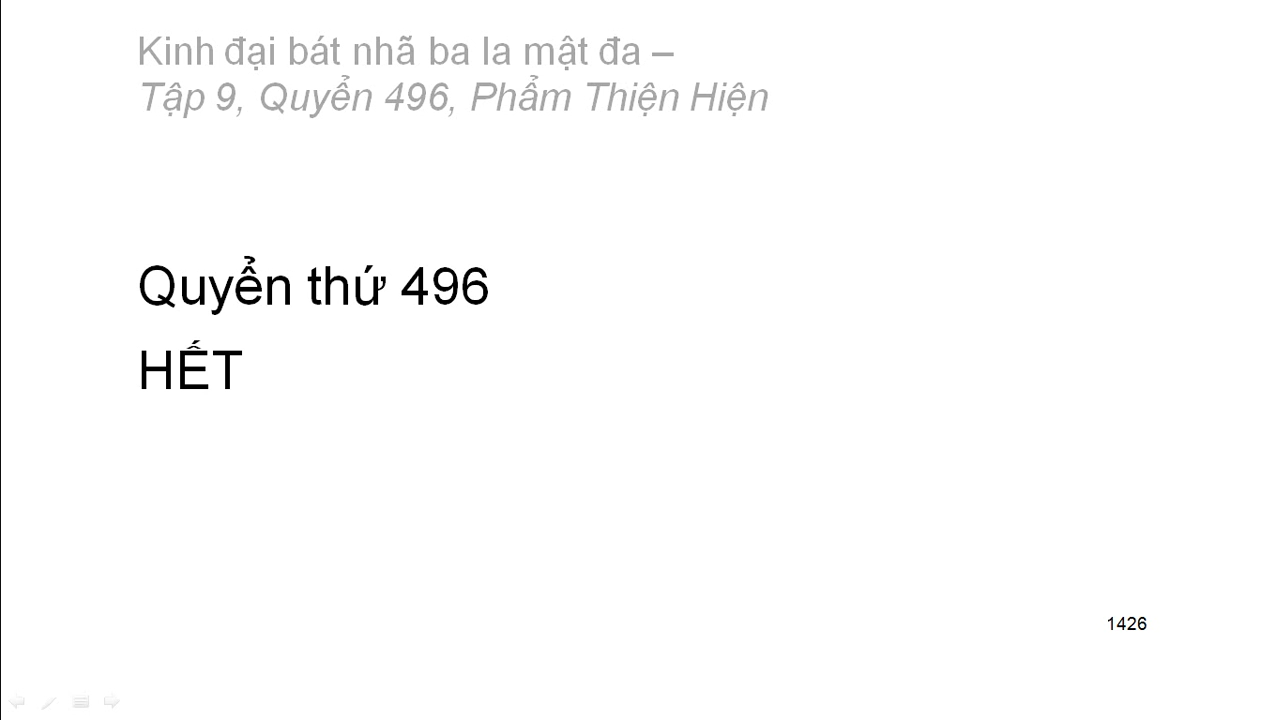 Kinh đại bát nhã ba la mật đa –
Tập 9, Quyển 496, Phẩm Thiện Hiện
Quyển thứ 496
HẾT
1426